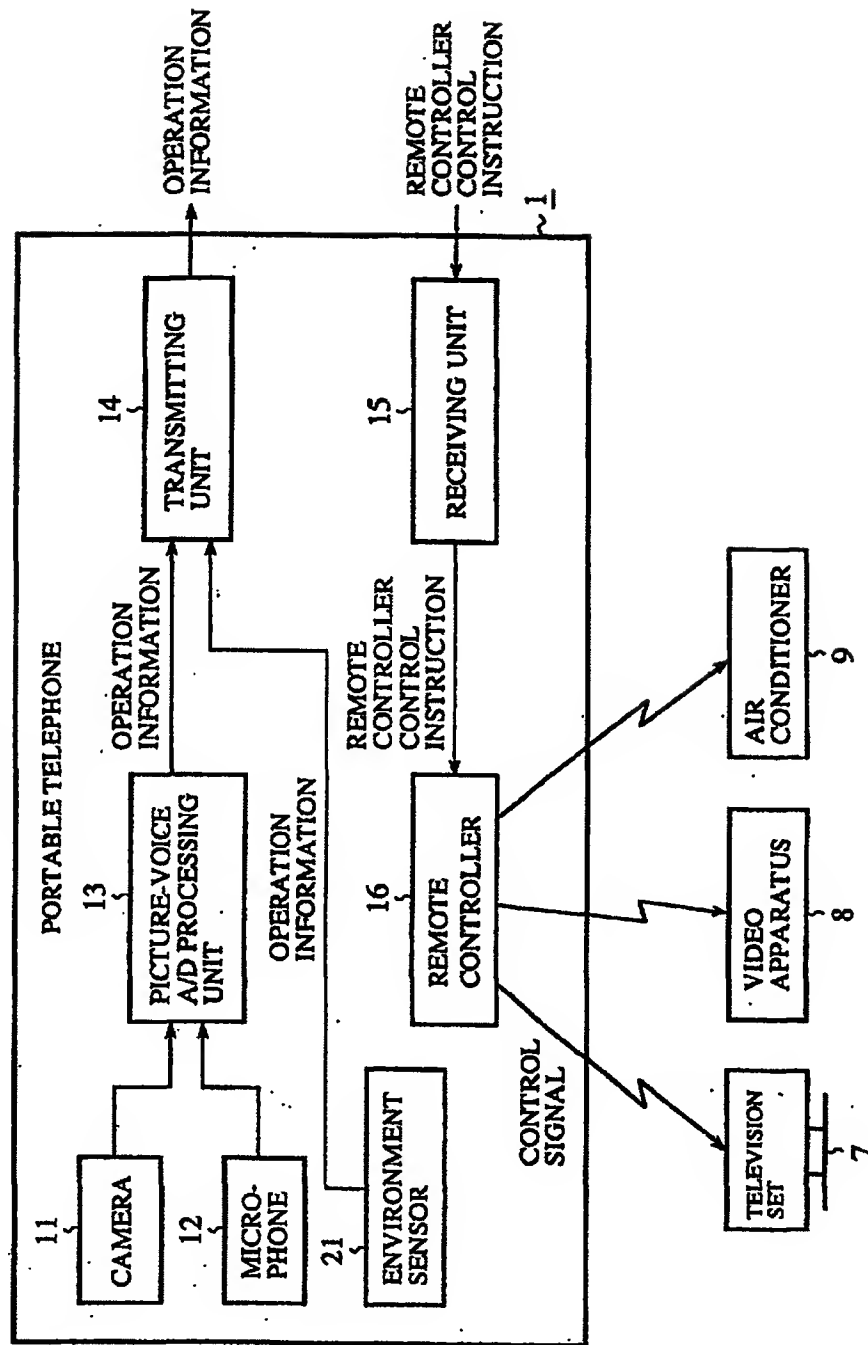 PORTABLE TELEPHONE
11
CAMERA
12
MICRO-
PHONE
21
ENVIRONMENT
SENSOR
13
PICTURE-VOICE
A/D PROCESSING
UNIT
OPERATION
INFORMATION
OPERATION
INFORMATION
14
TRANSMITTING
UNIT
OPERATION
INFORMATION
16
REMOTE
CONTROLLER
REMOTE
CONTROLLER
CONTROL
INSTRUCTION
15
RECEIVING UNIT
REMOTE
CONTROLLER
CONTROL
INSTRUCTION
1
CONTROL
SIGNAL
TELEVISION
SET
7
VIDEO
APPARATUS
8
AIR
CONDITIONER
9